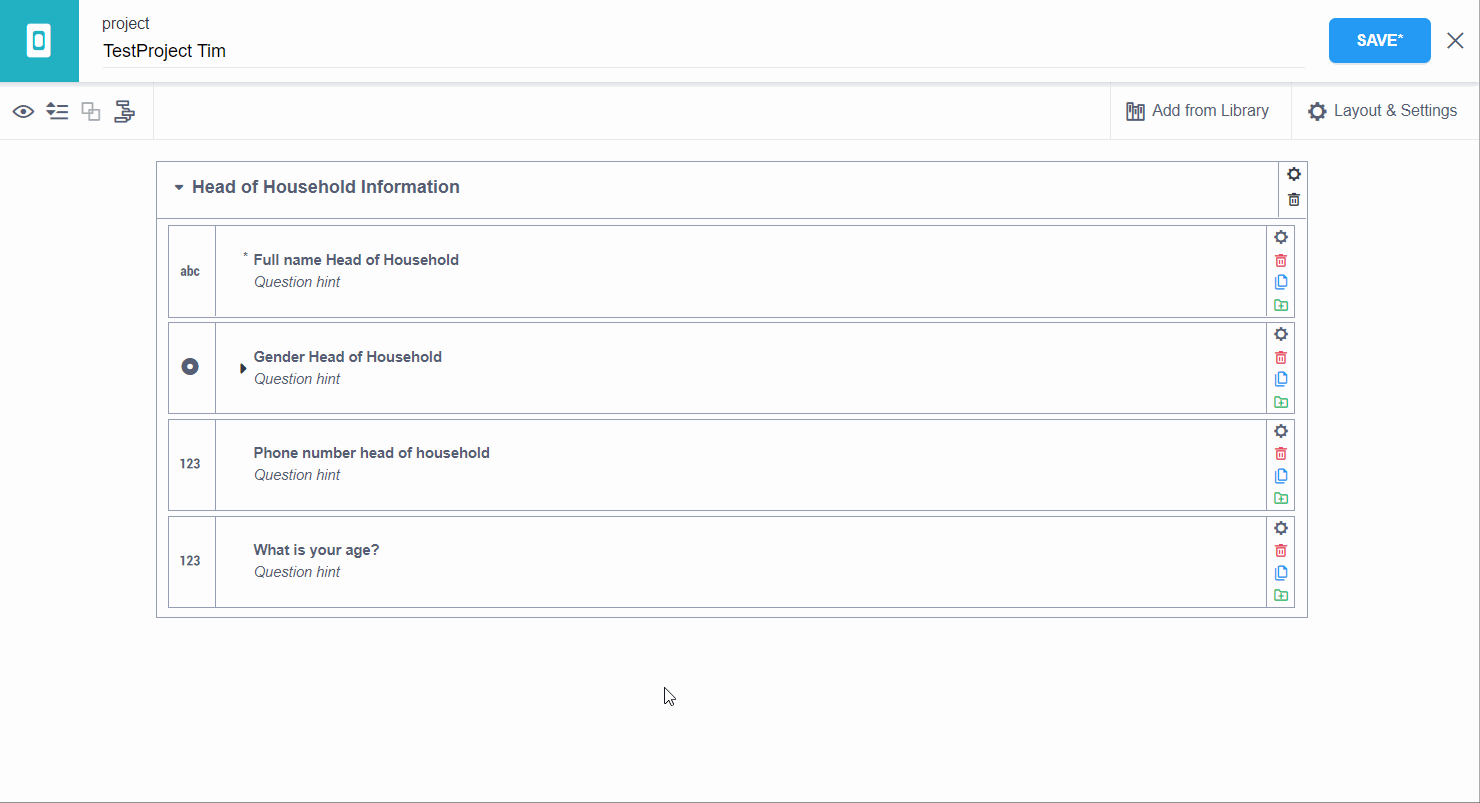 project
TestProject Tim
SAVE*
Add from Library
Layout & Settings
Head of Household Information
abc
* Full name Head of Household
Question hint
Gender Head of Household
Question hint
123
Phone number head of household
Question hint
123
What is your age?
Question hint